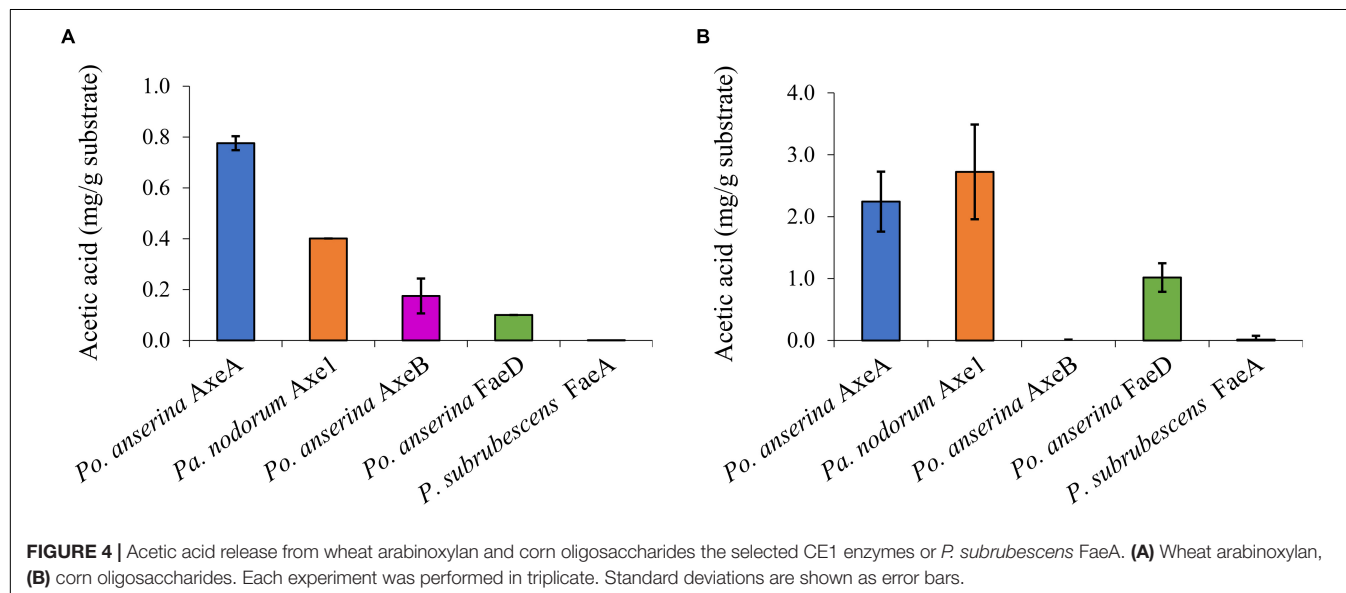 A
Acetic acid (mg/g substrate)
1.0
0.8
0.6
0.4
0.2
0.0
Po. anserina AxeA
Pa. nodorum Axe1
Po. anserina AxeB
Po. anserina FaeD
P. subrubescens FaeA
B
Acetic acid (mg/g substrate)
4.0
3.0
2.0
1.0
0.0
Po. anserina AxeA
Pa. nodorum Axe1
Po. anserina AxeB
Po. anserina FaeD
P. subrubescens FaeA
FIGURE 4 | Acetic acid release from wheat arabinoxylan and corn oligosaccharides the selected CE1 enzymes or P. subrubescens FaeA. (A) Wheat arabinoxylan,
(B) corn oligosaccharides. Each experiment was performed in triplicate. Standard deviations are shown as error bars.